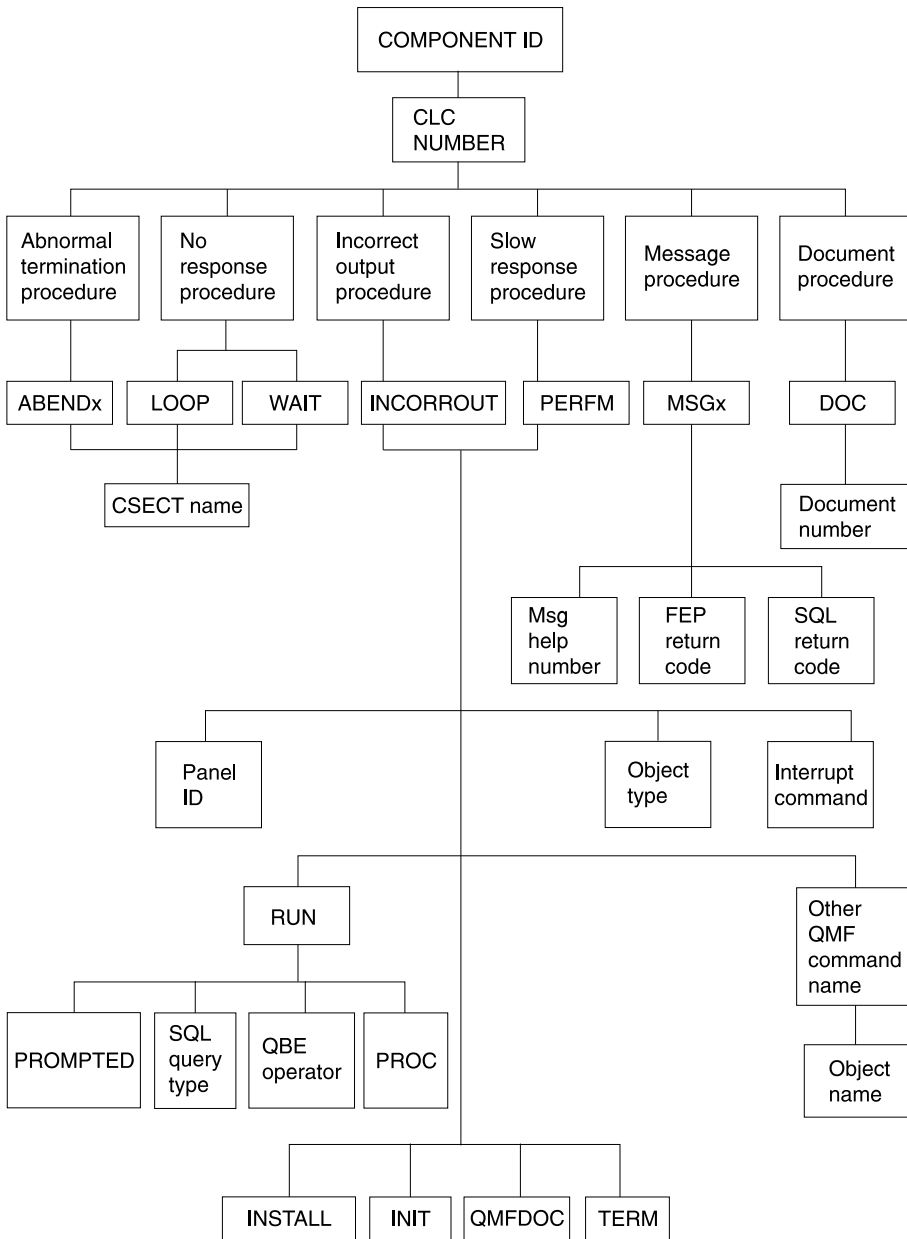 COMPONENT ID
CLC
NUMBER
Abnormal
termination
procedure
No
response
procedure
Incorrect
output
procedure
Slow
response
procedure
Message
procedure
Document
procedure
ABENDx
LOOP
WAIT
INCORROUT
PERFM
MSGx
DOC
CSECT name
Document
number
Msg
help
number
FEP
return
code
SQL
return
code
Panel
ID
Object
type
Interrupt
command
RUN
Other
QMF
command
name
PROMPTED
SQL
query
type
QBE
operator
PROC
Object
name
INSTALL
INIT
QMFDOC
TERM